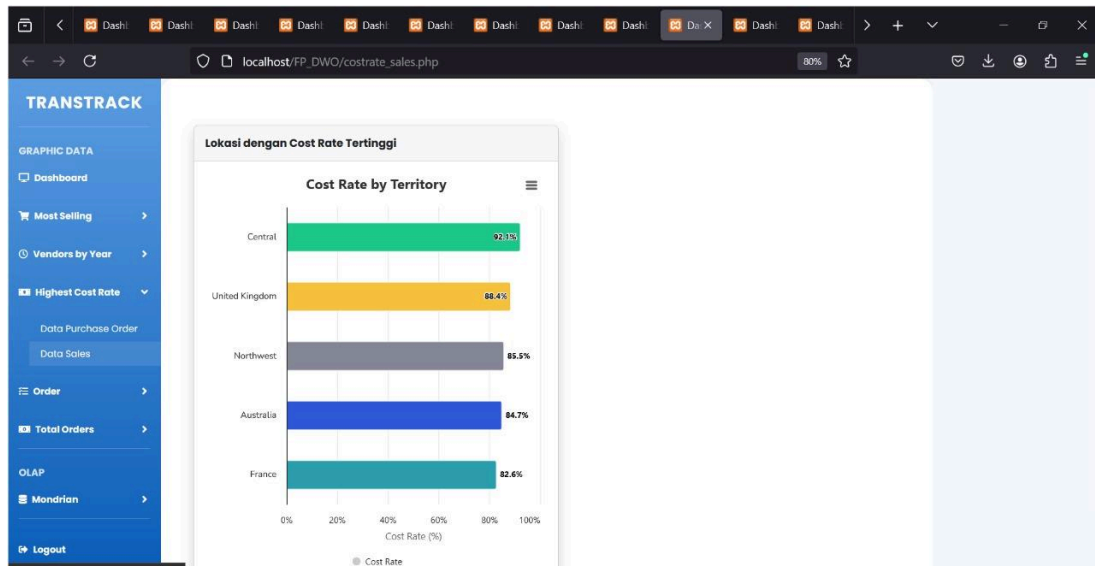 Dashl
Dashl
Dashl
Dashl
Dashl
Dashl
Dashl
Dashl
Dashl
Da
Dashl
Dashl
localhost/FP_DWO/costrate_sales.php
80%
TRANSTRACK
GRAPHIC DATA
Dashboard
Most Selling
Vendors by Year
Highest Cost Rate
Data Purchase Order
Data Sales
Order
Total Orders
OLAP
Mondrian
Logout
Lokasi dengan Cost Rate Tertinggi
Cost Rate by Territory
Central 92.1%
United Kingdom 88.4%
Northwest 85.5%
Australia 84.7%
France 82.6%
0% 20% 40% 60% 80% 100%
Cost Rate (%)
Cost Rate